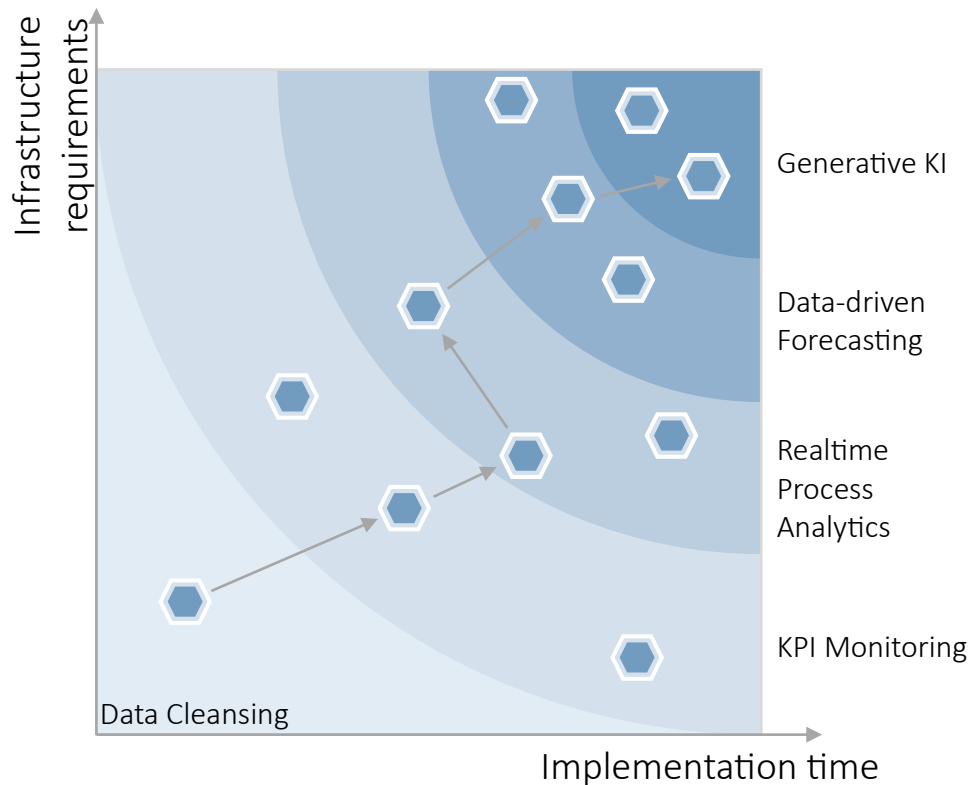 Infrastructure
requirements
Generative KI
Data-driven
Forecasting
Realtime
Process
Analytics
KPI Monitoring
Data Cleansing
Implementation time